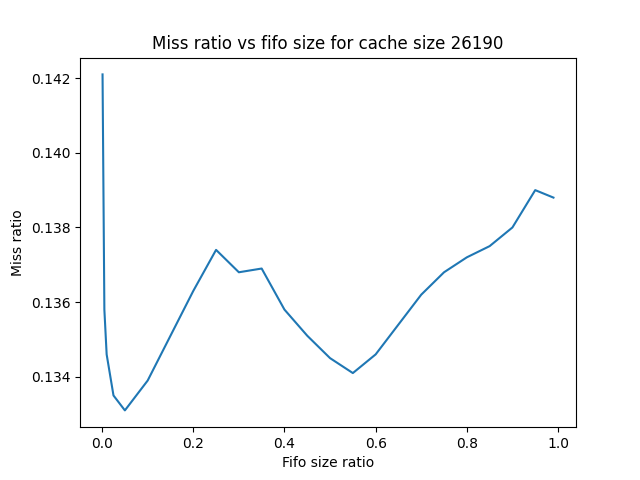 Miss ratio vs fifo size for cache size 26190
0.142
0.140
0.138
0.136
0.134
Miss ratio
0.0 0.2 0.4 0.6 0.8 1.0
Fifo size ratio